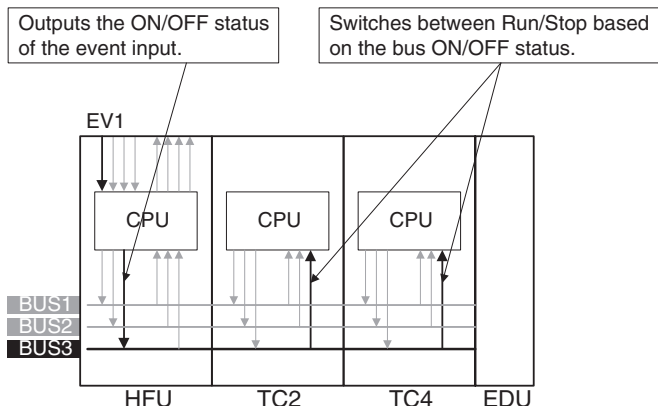 Outputs the ON/OFF status
of the event input.
Switches between Run/Stop based
on the bus ON/OFF status.
EV1
CPU
CPU
CPU
BUS1
BUS2
BUS3
HFU
TC2
TC4
EDU